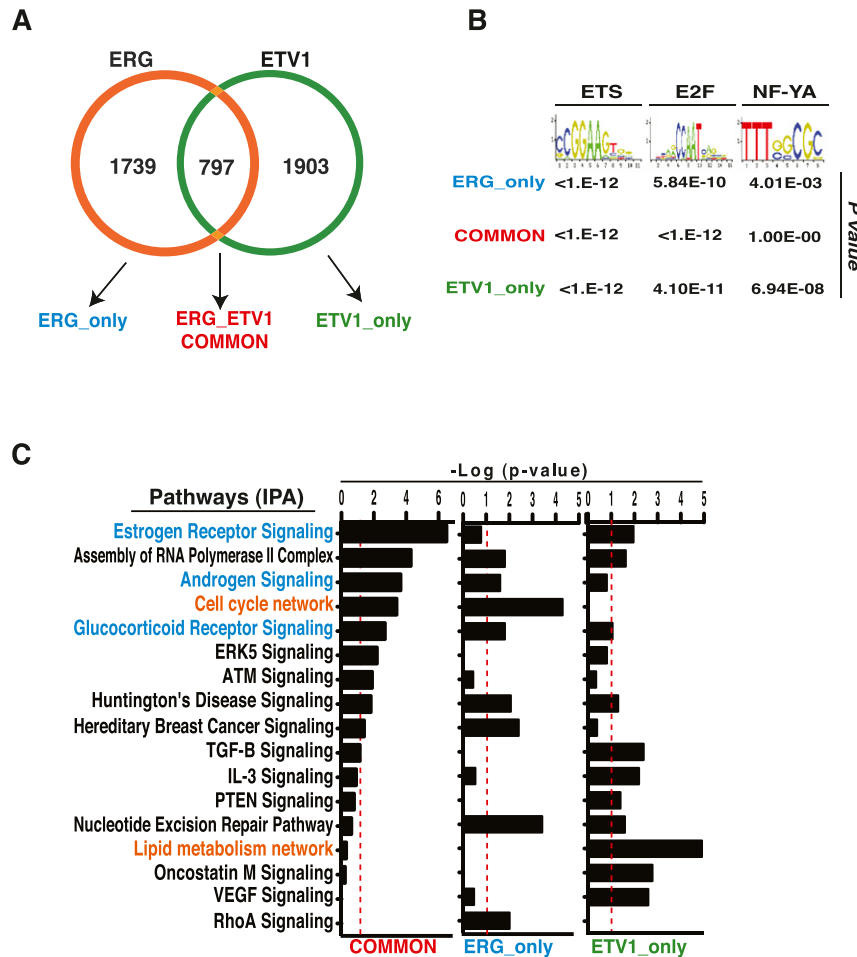 A
ERG
ETV1
1739
797
1903
ERG_only
ERG_ETV1
COMMON
ETV1_only
B
ETS
E2F
NF-YA
ERG_only
<1.E-12
5.84E-10
4.01E-03
COMMON
<1.E-12
<1.E-12
1.00E-00
ETV1_only
<1.E-12
4.10E-11
6.94E-08
P value
C
-Log (p-value)
Pathways (IPA)
0 2 4 6
0 1 2 3 4 5
0 1 2 3 4 5
Estrogen Receptor Signaling
Assembly of RNA Polymerase II Complex
Androgen Signaling
Cell cycle network
Glucocorticoid Receptor Signaling
ERK5 Signaling
ATM Signaling
Huntington's Disease Signaling
Hereditary Breast Cancer Signaling
TGF-B Signaling
IL-3 Signaling
PTEN Signaling
Nucleotide Excision Repair Pathway
Lipid metabolism network
Oncostatin M Signaling
VEGF Signaling
RhoA Signaling
COMMON
ERG_only
ETV1_only